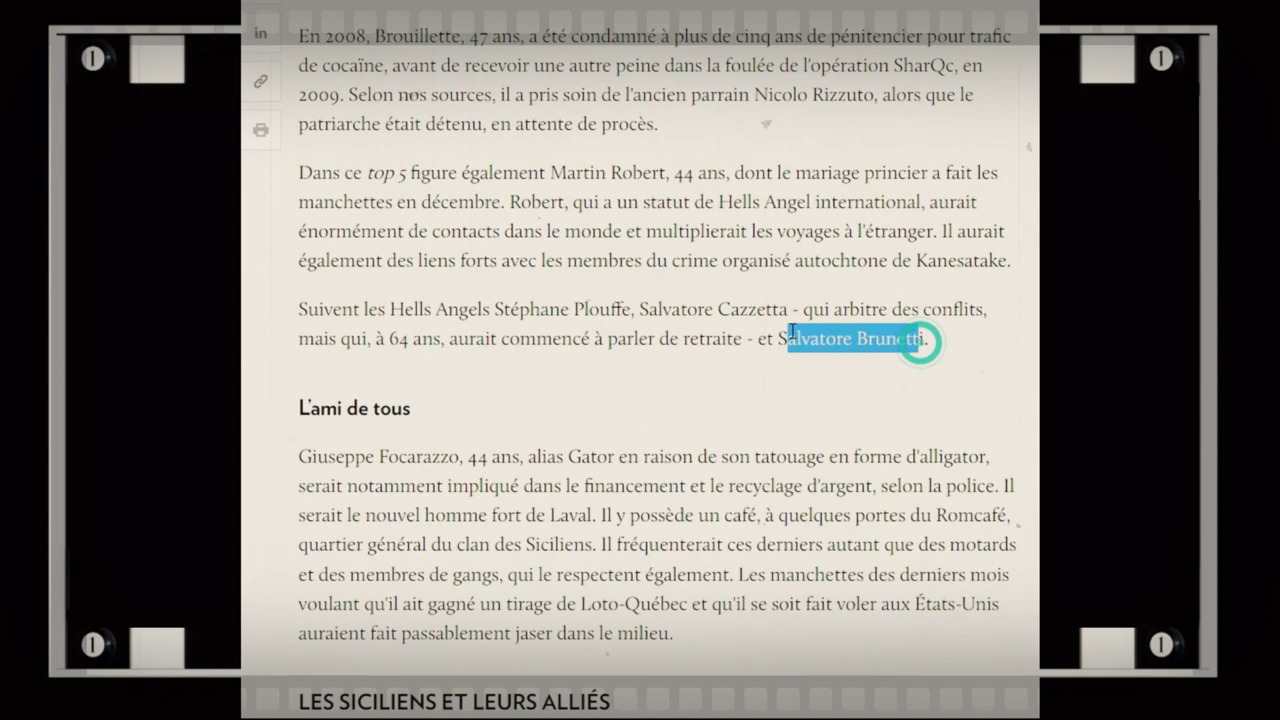 En 2008, Brouillette, 47 ans, a été condamné à plus de cinq ans de pénitencier pour trafic
de cocaïne, avant de recevoir une autre peine dans la foulée de l'opération SharQc, en
2009. Selon nos sources, il a pris soin de l'ancien parrain Nicolo Rizzuto, alors que le
patriarche était détenu, en attente de procès.
Dans ce top 5 figure également Martin Robert, 44 ans, dont le mariage princier a fait les
manchettes en décembre. Robert, qui a un statut de Hells Angel international, aurait
énormément de contacts dans le monde et multiplierait les voyages à l'étranger. Il aurait
également des liens forts avec les membres du crime organisé autochtone de Kanesatake.
Suivent les Hells Angels Stéphane Plouffe, Salvatore Cazzetta - qui arbitre des conflits,
mais qui, à 64 ans, aurait commencé à parler de retraite - et Salvatore Brunetti.
L'ami de tous
Giuseppe Focarazzo, 44 ans, alias Gator en raison de son tatouage en forme d'alligator,
serait notamment impliqué dans le financement et le recyclage d'argent, selon la police. Il
serait le nouvel homme fort de Laval. Il y possède un café, à quelques portes du Romcafé,
quartier général du clan des Siciliens. Il fréquenterait ces derniers autant que des motards
et des membres de gangs, qui le respectent également. Les manchettes des derniers mois
voulant qu'il ait gagné un tirage de Loto-Québec et qu'il se soit fait voler aux États-Unis
auraient fait passablement jaser dans le milieu.
LES SICILIENS ET LEURS ALLIÉS